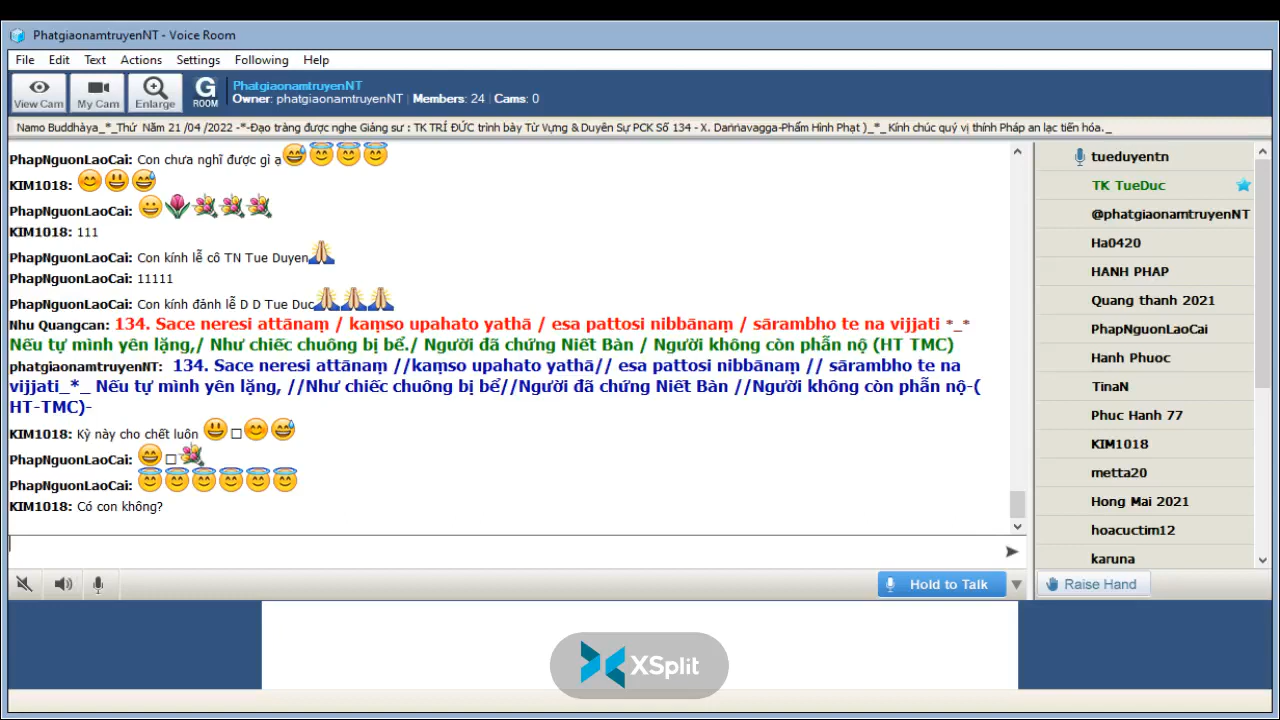 PhatgiaonamtruyenNT - Voice Room
File Edit Text Actions Settings Following Help
View Cam My Cam Enlarge G ROOM
PhatgiaonamtruyenNT
Owner: phatgiaonamtruyenNT | Members: 24 | Cams: 0
Namo Buddhàya_*_Thứ Năm 21 /04 /2022 -*-Đạo tràng được nghe Giảng sư : TK TRÍ ĐỨC trình bày Từ Vựng & Duyên Sự PCK Số 134 - X. Daṇṇavagga-Phẩm Hình Phạt )_*_ Kính chúc quý vị thính Pháp an lạc tiến hóa._
PhapNguonLaoCai: Con chưa nghĩ được gì ạ
KIM1018:
PhapNguonLaoCai:
KIM1018: 111
PhapNguonLaoCai: Con kính lễ cô TN Tue Duyen
PhapNguonLaoCai: 11111
PhapNguonLaoCai: Con kính đảnh lễ D D Tue Duc
Nhu Quangcan: 134. Sace neresi attānaṃ / kaṃso upahato yathā / esa pattosi nibbānaṃ / sārambho te na vijjati *_*
Nếu tự mình yên lặng,/ Như chiếc chuông bị bể./ Người đã chứng Niết Bàn / Người không còn phẫn nộ (HT TMC)
phatgiaonamtruyenNT: 134. Sace neresi attānaṃ //kaṃso upahato yathā// esa pattosi nibbānaṃ // sārambho te na
vijjati_*_ Nếu tự mình yên lặng, //Như chiếc chuông bị bể//Người đã chứng Niết Bàn //Người không còn phẫn nộ-(
HT-TMC)-
KIM1018: Kỳ này cho chết luôn
PhapNguonLaoCai:
PhapNguonLaoCai:
KIM1018: Có con không?
Hold to Talk
tueduyentn
TK TueDuc
@phatgiaonamtruyenNT
Ha0420
HANH PHAP
Quang thanh 2021
PhapNguonLaoCai
Hanh Phuoc
TinaN
Phuc Hanh 77
KIM1018
metta20
Hong Mai 2021
hoacuctim12
karuna
Raise Hand
XSplit